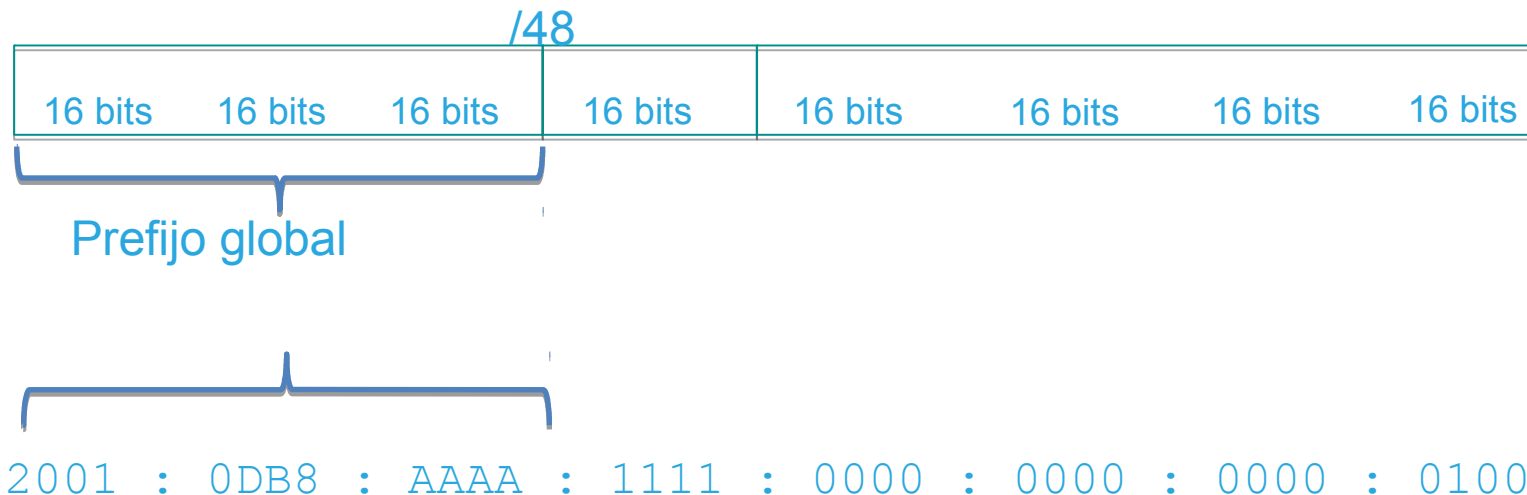 /48
16 bits 16 bits 16 bits 16 bits 16 bits 16 bits 16 bits 16 bits
Prefijo global
2001 : 0DB8 : AAAA : 1111 : 0000 : 0000 : 0000 : 0100